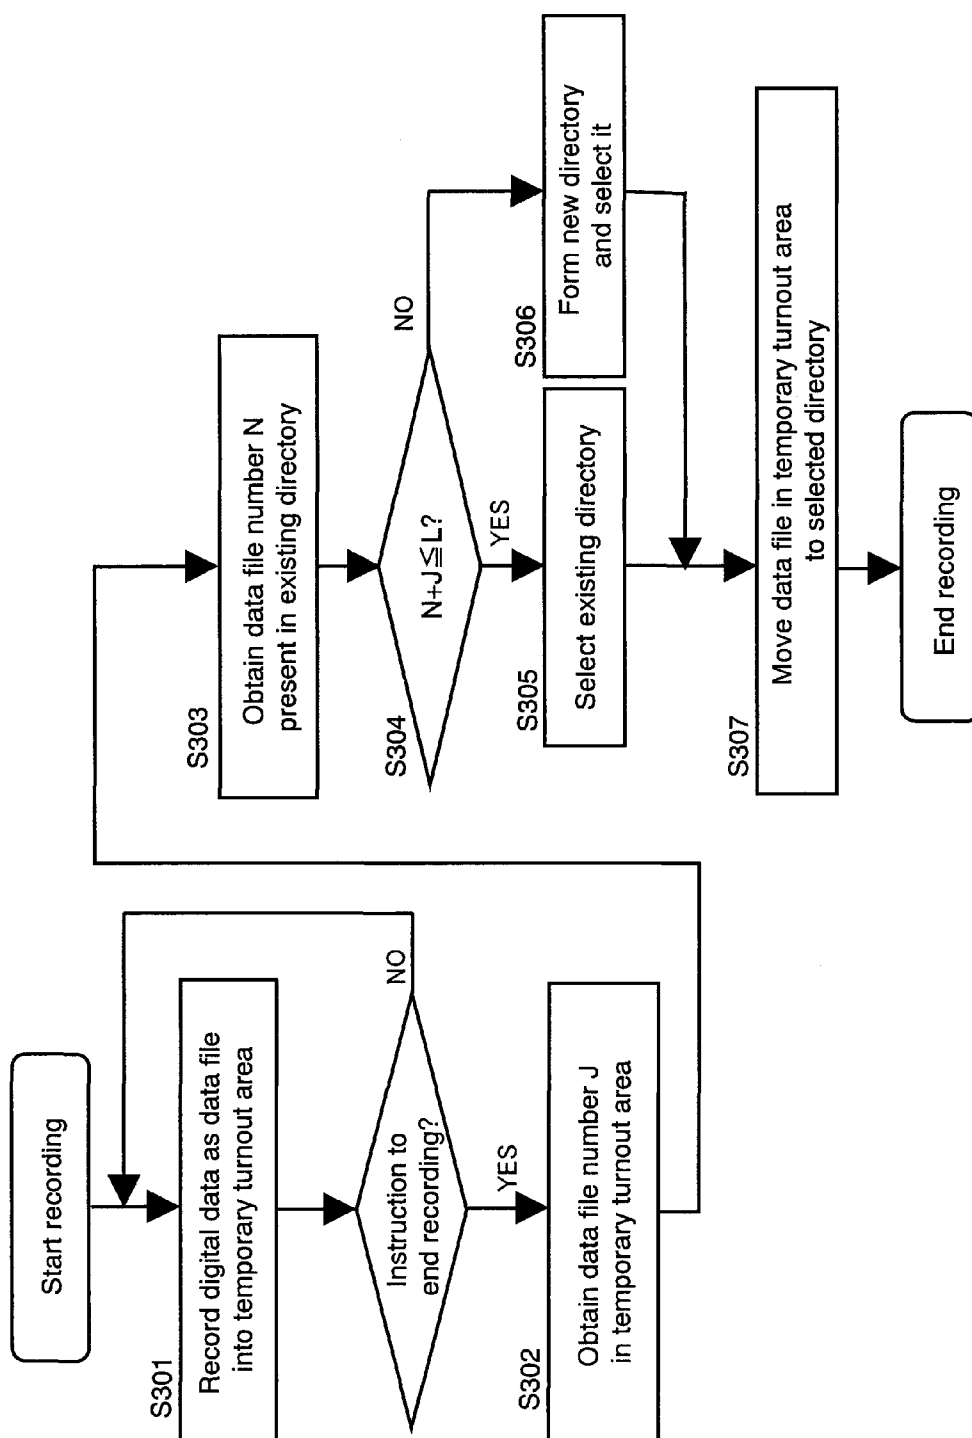 Start recording
S301
Record digital data as data file
into temporary turnout area
Instruction to
end recording?
NO
YES
S302
Obtain data file number J
in temporary turnout area
S303
Obtain data file number N
present in existing directory
S304
N+J≦L?
NO
YES
S305
Select existing directory
S306
Form new directory
and select it
S307
Move data file in temporary turnout area
to selected directory
End recording